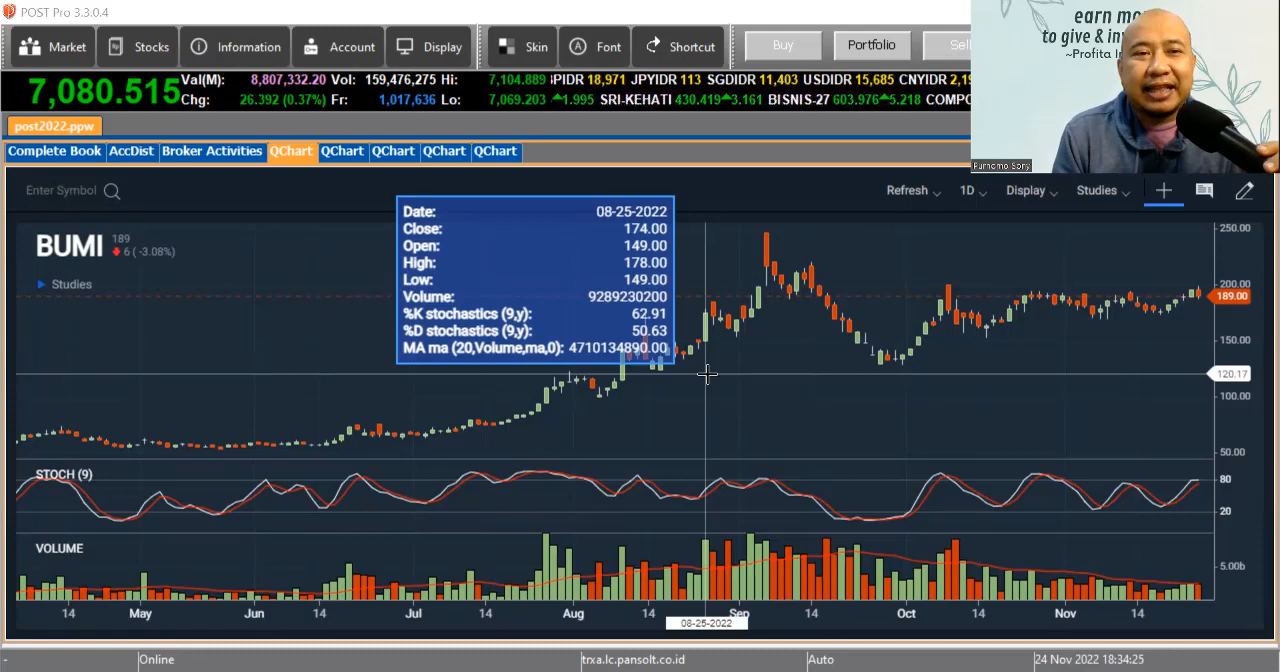 POST Pro 3.3.0.4
Market Stocks Information Account Display Skin Font Shortcut Buy Portfolio Sell
earn mo
to give & in
~Profita In
7,080.515 Val(M): 8,807,332.20 Vol: 159,476,275 Hi: 7,104.889 IPIDR 18,971 JPYIDR 113 SGDIDR 11,403 USDIDR 15,685 CNYIDR 2,19
Chg: 26.392 (0.37%) Fr: 1,017,636 Lo: 7,069.203 1.995 SRI-KEHATI 430.419 3.161 BISNIS-27 603.976 5.218 COMPO
post2022.ppw
Complete Book AccDist Broker Activities QChart QChart QChart QChart QChart
Purnomo Sony
Enter Symbol Refresh 1D Display Studies
BUMI 189
6 ( -3.08%)
Studies
Date: 08-25-2022
Close: 174.00
Open: 149.00
High: 178.00
Low: 149.00
Volume: 9289230200
%K stochastics (9,y): 62.91
%D stochastics (9,y): 50.63
MA ma (20,Volume,ma,0): 4710134890.00
250.00
200.00
189.00
150.00
120.17
100.00
50.00
STOCH (9)
80
20
VOLUME
5.00b
14 May Jun 14 Jul Aug 14 Sep 14 Oct 14 Nov 14
08-25-2022
- Online trxa.lc.pansolt.co.id Auto 24 Nov 2022 18:34:25